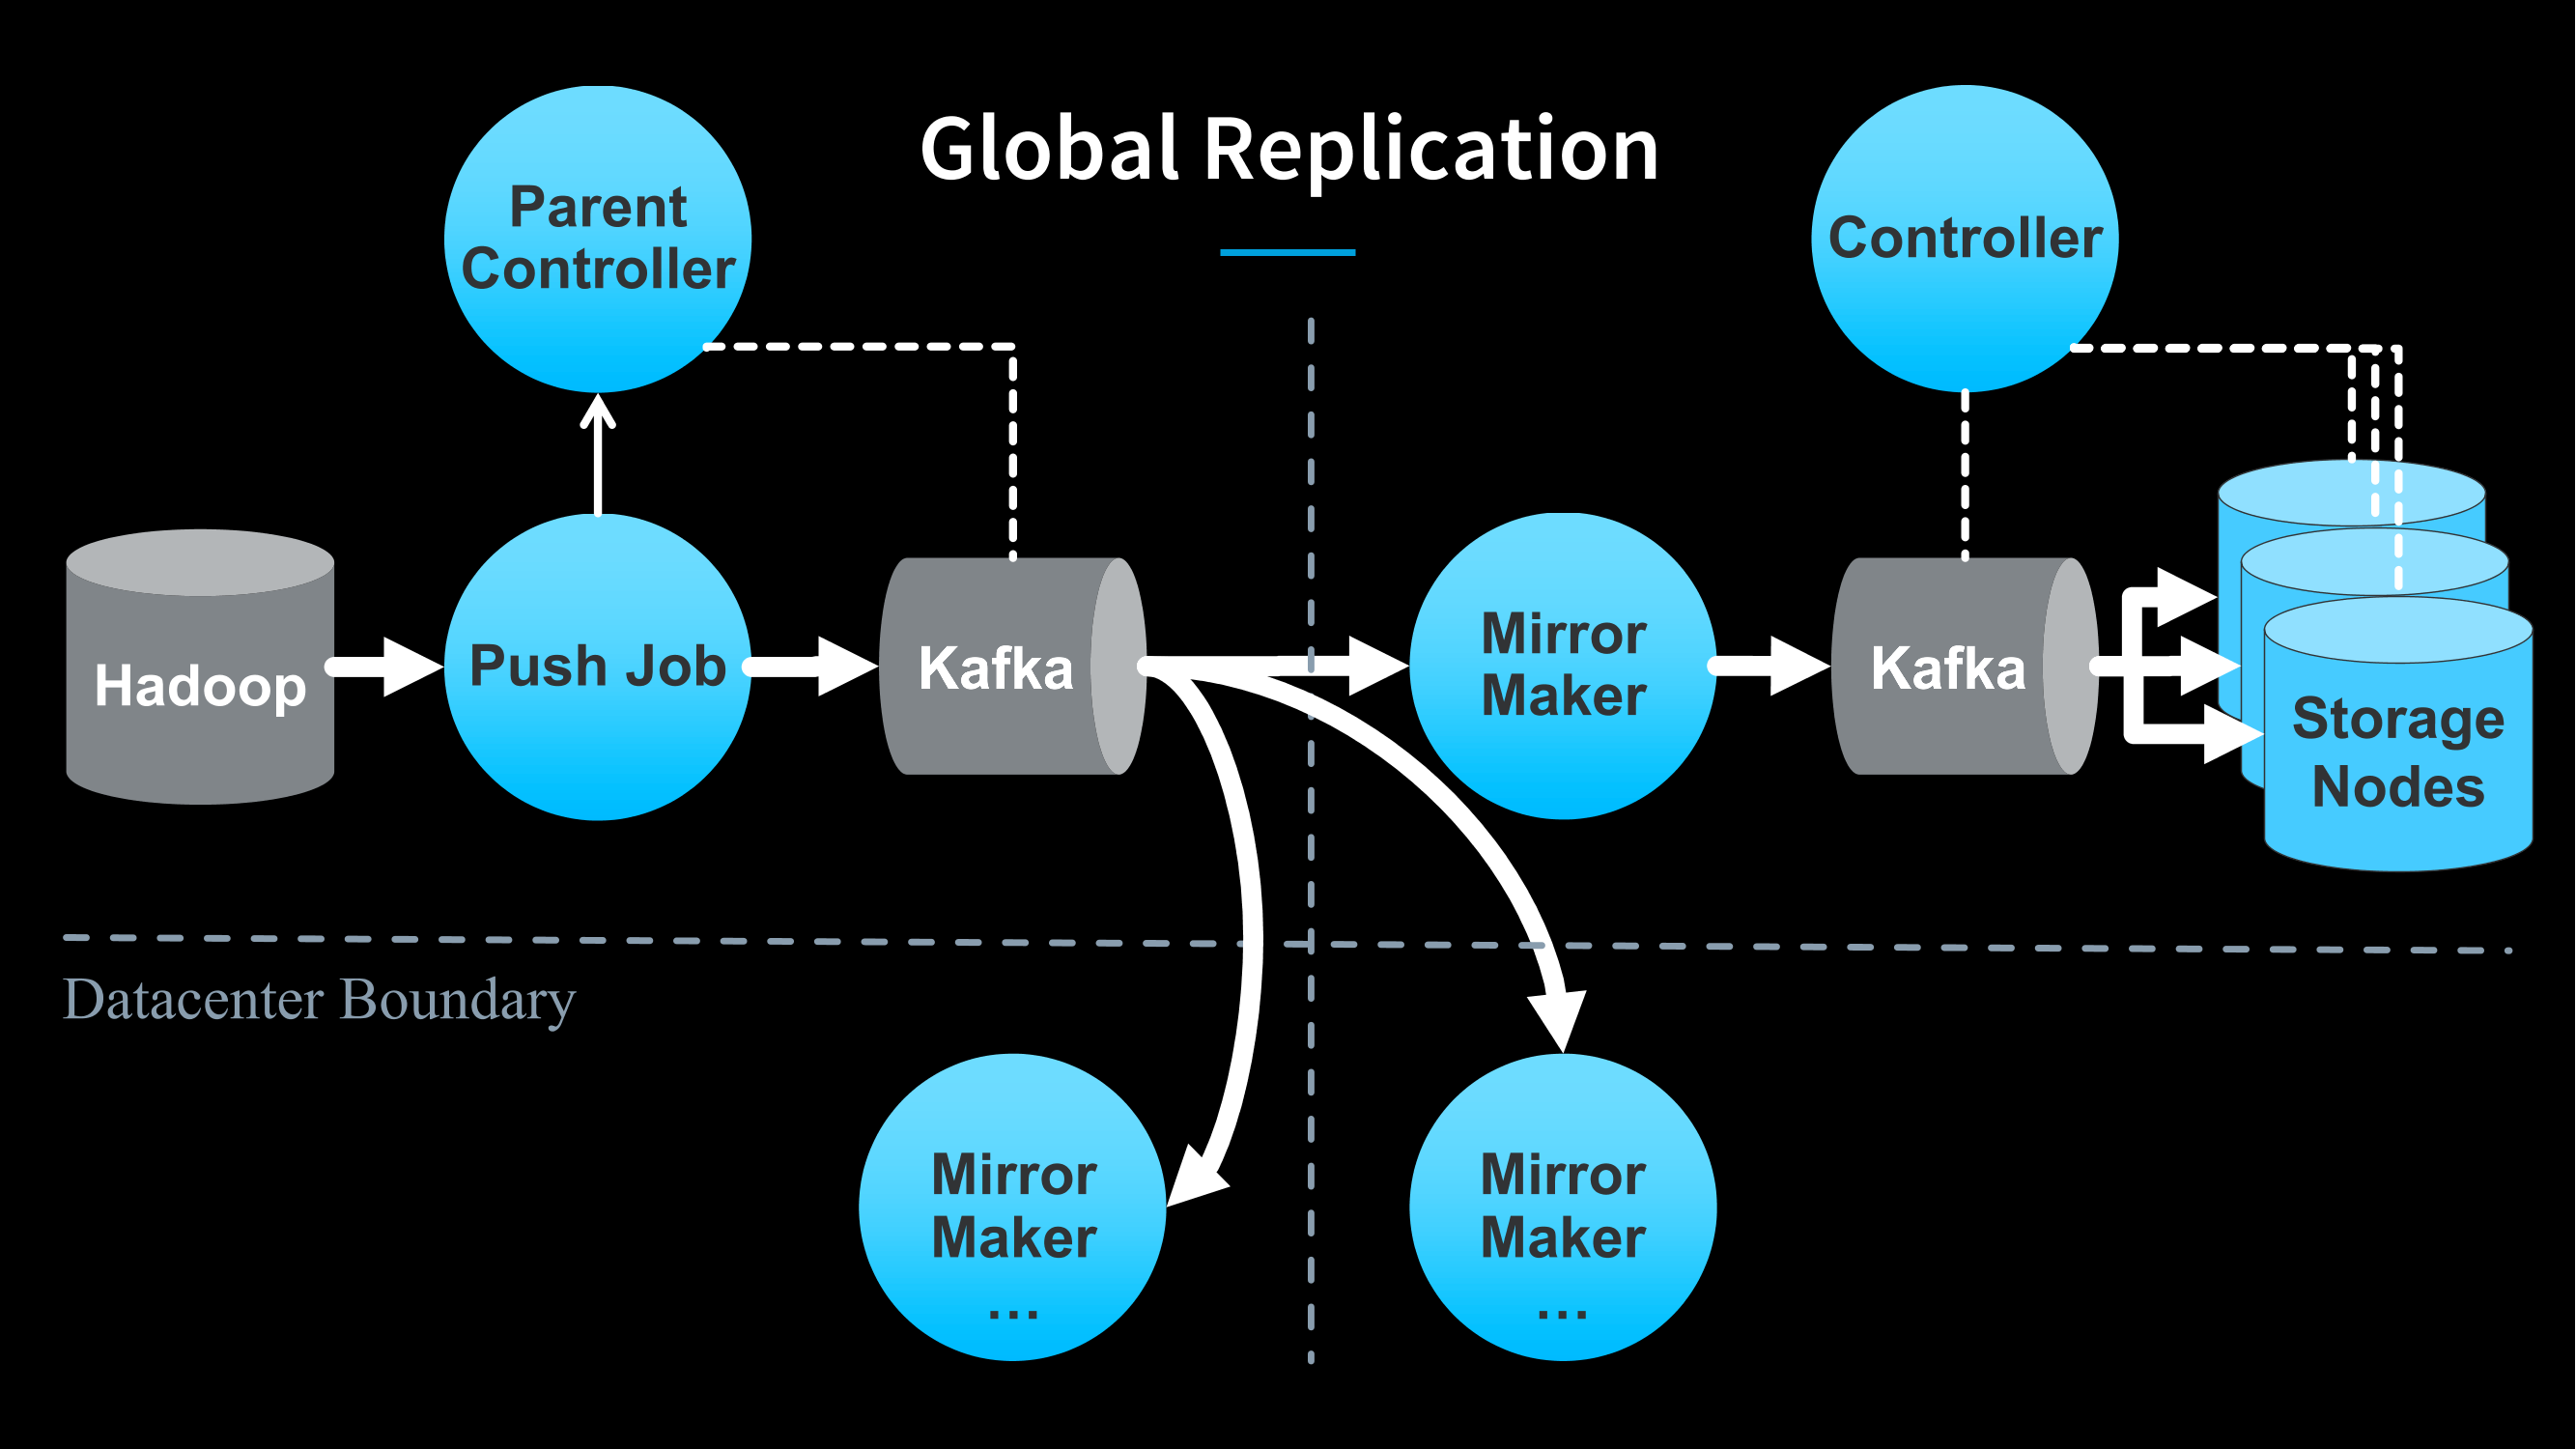 Global Replication
Parent
Controller
Controller
Hadoop
Push Job
Kafka
Mirror
Maker
Kafka
Storage
Nodes
Datacenter Boundary
Mirror
Maker
...
Mirror
Maker
...